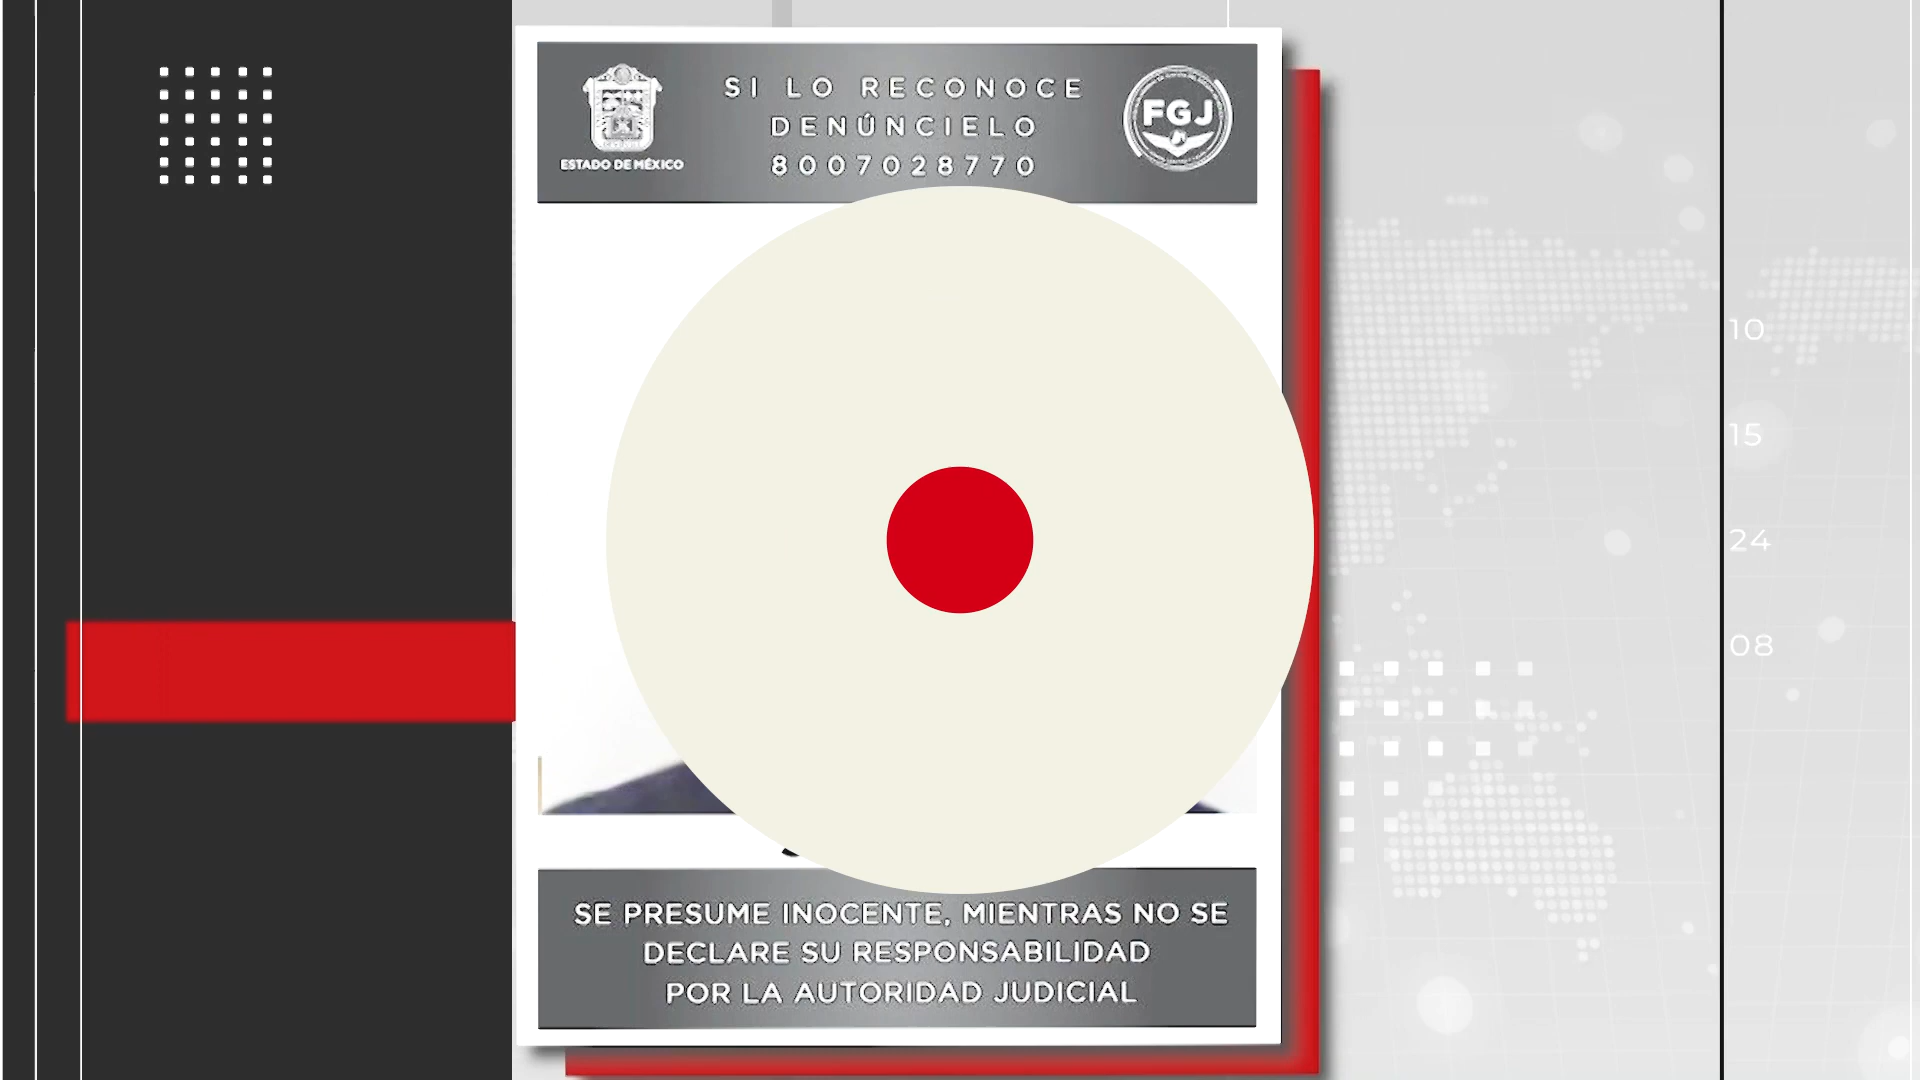 SI LO RECONOCE
DENÚNCIELO
8007028770
ESTADO DE MÉXICO
FGJ
10
15
24
08
SE PRESUME INOCENTE, MIENTRAS NO SE
DECLARE SU RESPONSABILIDAD
POR LA AUTORIDAD JUDICIAL